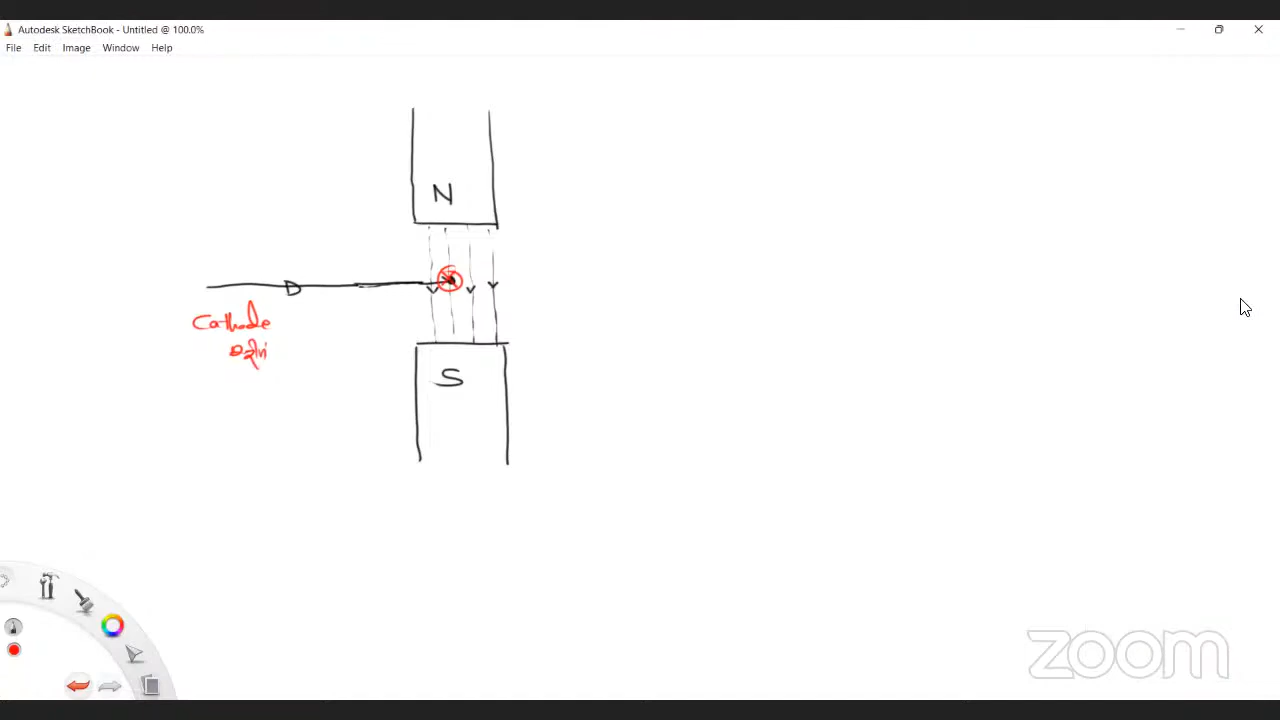 Autodesk SketchBook - Untitled @ 100.0%
File Edit Image Window Help
N
Cathode
S
zoom